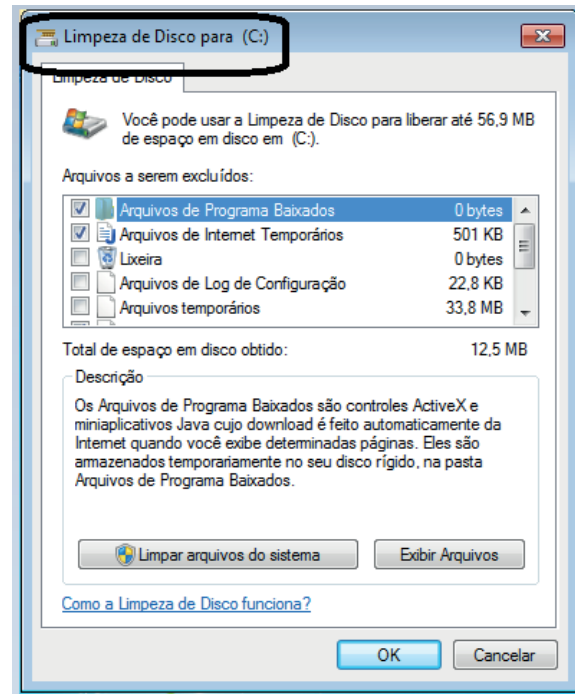 Limpeza de Disco para (C:)
Limpeza de Disco
Você pode usar a Limpeza de Disco para liberar até 56,9 MB
de espaço em disco em (C:).
Arquivos a serem excluídos:
Arquivos de Programa Baixados 0 bytes
Arquivos de Internet Temporários 501 KB
Lixeira 0 bytes
Arquivos de Log de Configuração 22,8 KB
Arquivos temporários 33,8 MB
Total de espaço em disco obtido: 12,5 MB
Descrição
Os Arquivos de Programa Baixados são controles ActiveX e
miniaplicativos Java cujo download é feito automaticamente da
Internet quando você exibe determinadas páginas. Eles são
armazenados temporariamente no seu disco rígido, na pasta
Arquivos de Programa Baixados.
Limpar arquivos do sistema Exibir Arquivos
Como a Limpeza de Disco funciona?
OK Cancelar